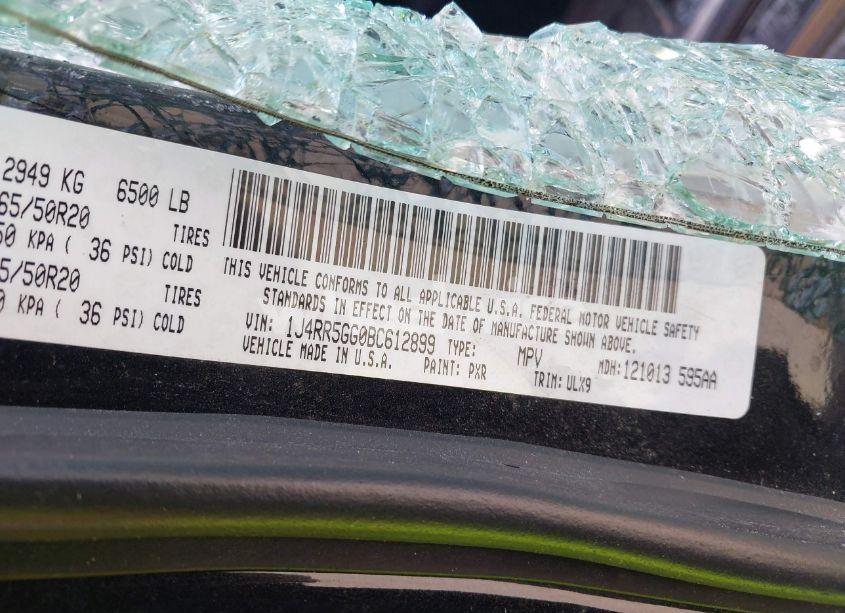 2949 KG 6500 LB
65/50R20 TIRES
50 KPA ( 36 PSI) COLD
5/50R20 TIRES
0 KPA ( 36 PSI) COLD
THIS VEHICLE CONFORMS TO ALL APPLICABLE U.S.A. FEDERAL MOTOR VEHICLE SAFETY
STANDARDS IN EFFECT ON THE DATE OF MANUFACTURE SHOWN ABOVE.
VIN: 1J4RR5GG0BC612899 TYPE: MPV MDH: 121013 595AA
VEHICLE MADE IN U.S.A. PAINT: PXR TRIM: ULX9